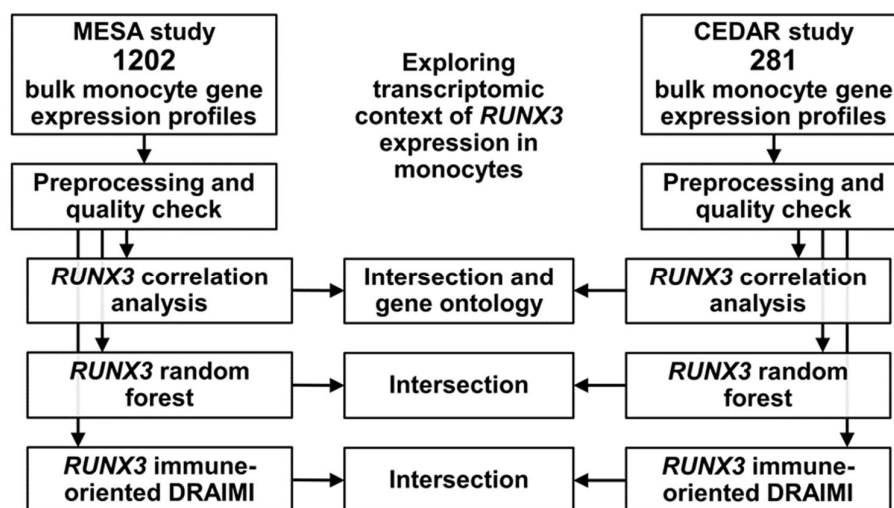 MESA study
1202
bulk monocyte gene
expression profiles
Exploring
transcriptomic
context of RUNX3
expression in
monocytes
CEDAR study
281
bulk monocyte gene
expression profiles
Preprocessing and
quality check
Preprocessing and
quality check
RUNX3 correlation
analysis
Intersection and
gene ontology
RUNX3 correlation
analysis
RUNX3 random
forest
Intersection
RUNX3 random
forest
RUNX3 immune-
oriented DRAIMI
Intersection
RUNX3 immune-
oriented DRAIMI